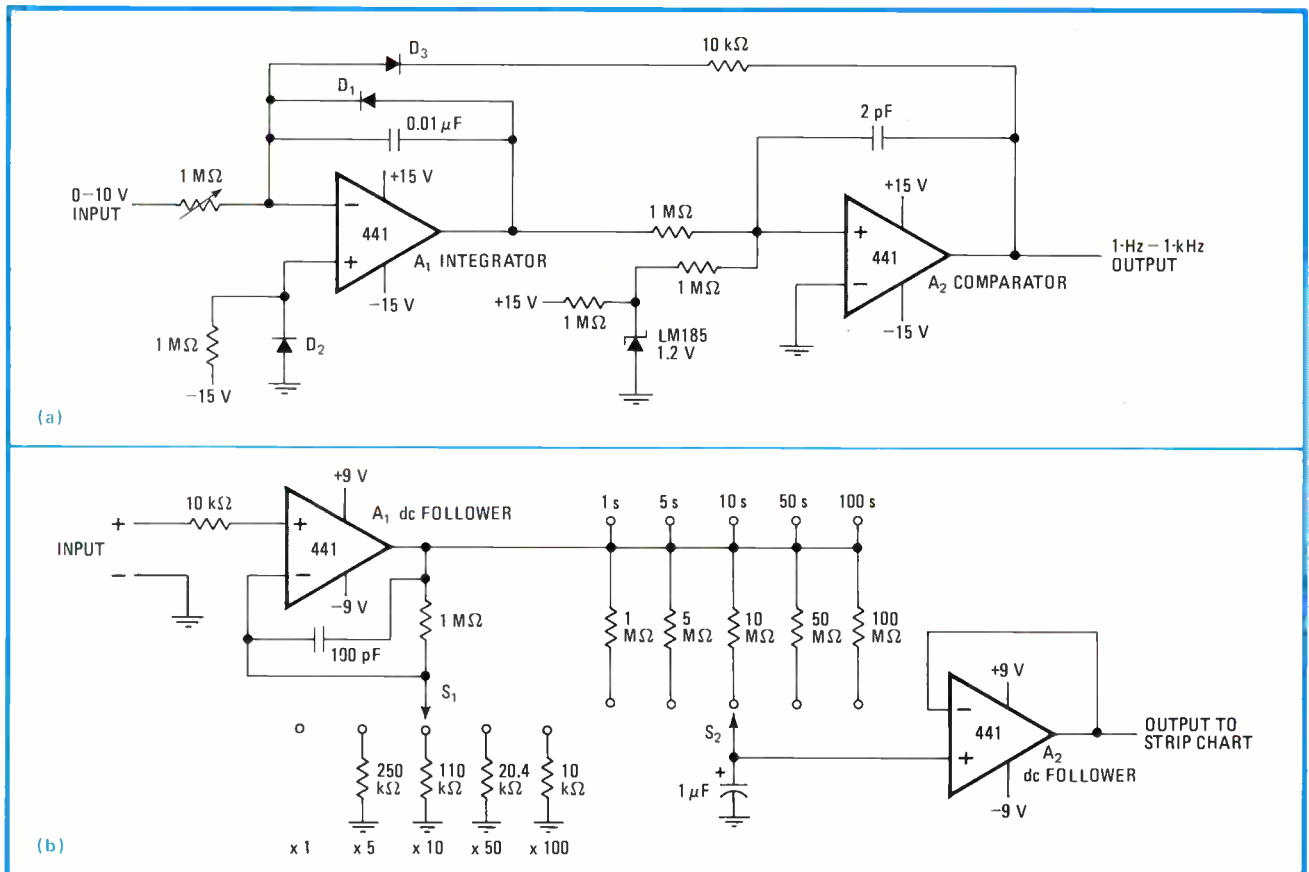 D₃
10 kΩ
D₁
0.01 µF
1 MΩ
0–10 V
INPUT
+15 V
−
441
+
−15 V
A₁ INTEGRATOR
1 MΩ
−15 V
D₂
1 MΩ
1 MΩ
+15 V
1 MΩ
LM185
1.2 V
2 pF
+15 V
+
441
−
−15 V
A₂ COMPARATOR
1-Hz – 1-kHz
OUTPUT
(a)
+9 V
10 kΩ
A₁ dc FOLLOWER
+
INPUT
−
+
441
−
−9 V
1 MΩ
100 pF
S₁
250 kΩ
110 kΩ
20.4 kΩ
10 kΩ
x 1
x 5
x 10
x 50
x 100
1 s
5 s
10 s
50 s
100 s
1 MΩ
5 MΩ
10 MΩ
50 MΩ
100 MΩ
S₂
+
1 µF
+9 V
−
441
+
−9 V
A₂
dc FOLLOWER
OUTPUT TO
STRIP CHART
(b)